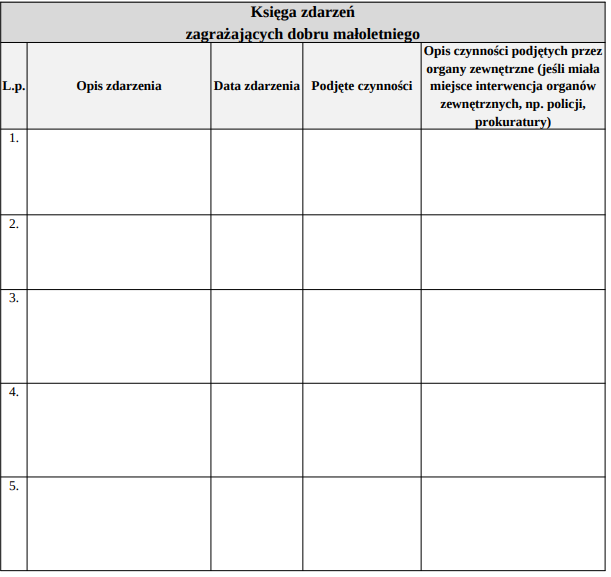 Księga zdarzeń
zagrażających dobru małoletniego
L.p.
Opis zdarzenia
Data zdarzenia
Podjęte czynności
Opis czynności podjętych przez
organy zewnętrzne (jeśli miała
miejsce interwencja organów
zewnętrznych, np. policji,
prokuratury)
1.
2.
3.
4.
5.